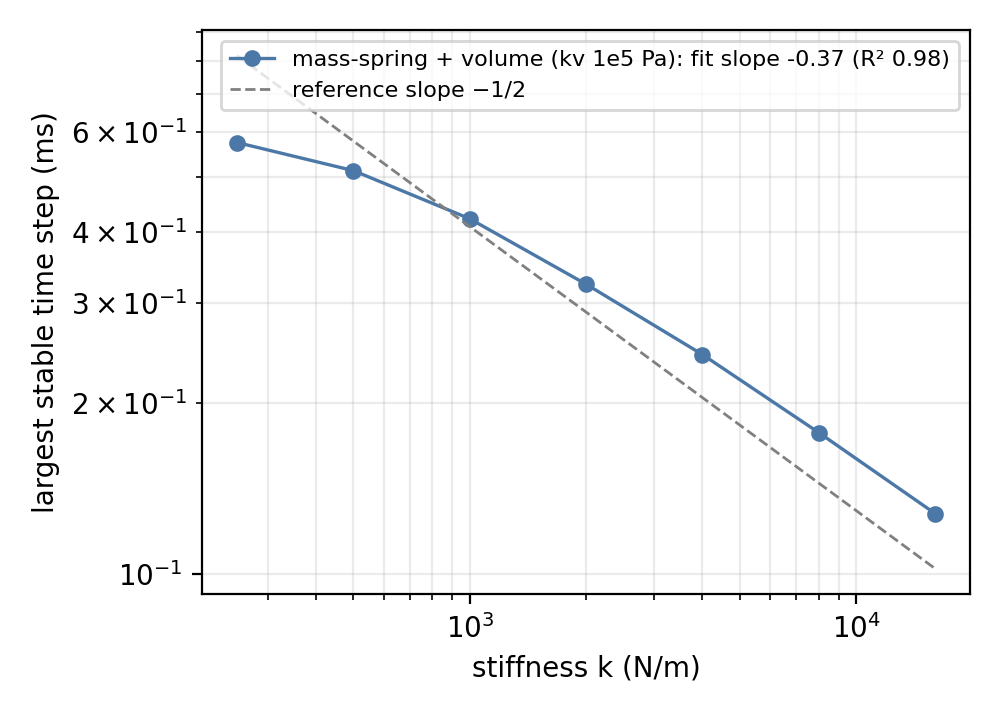 mass-spring + volume (kv 1e5 Pa): fit slope -0.37 (R² 0.98)
reference slope −1/2
largest stable time step (ms)
6 × 10⁻¹
4 × 10⁻¹
3 × 10⁻¹
2 × 10⁻¹
10⁻¹
10³
10⁴
stiffness k (N/m)